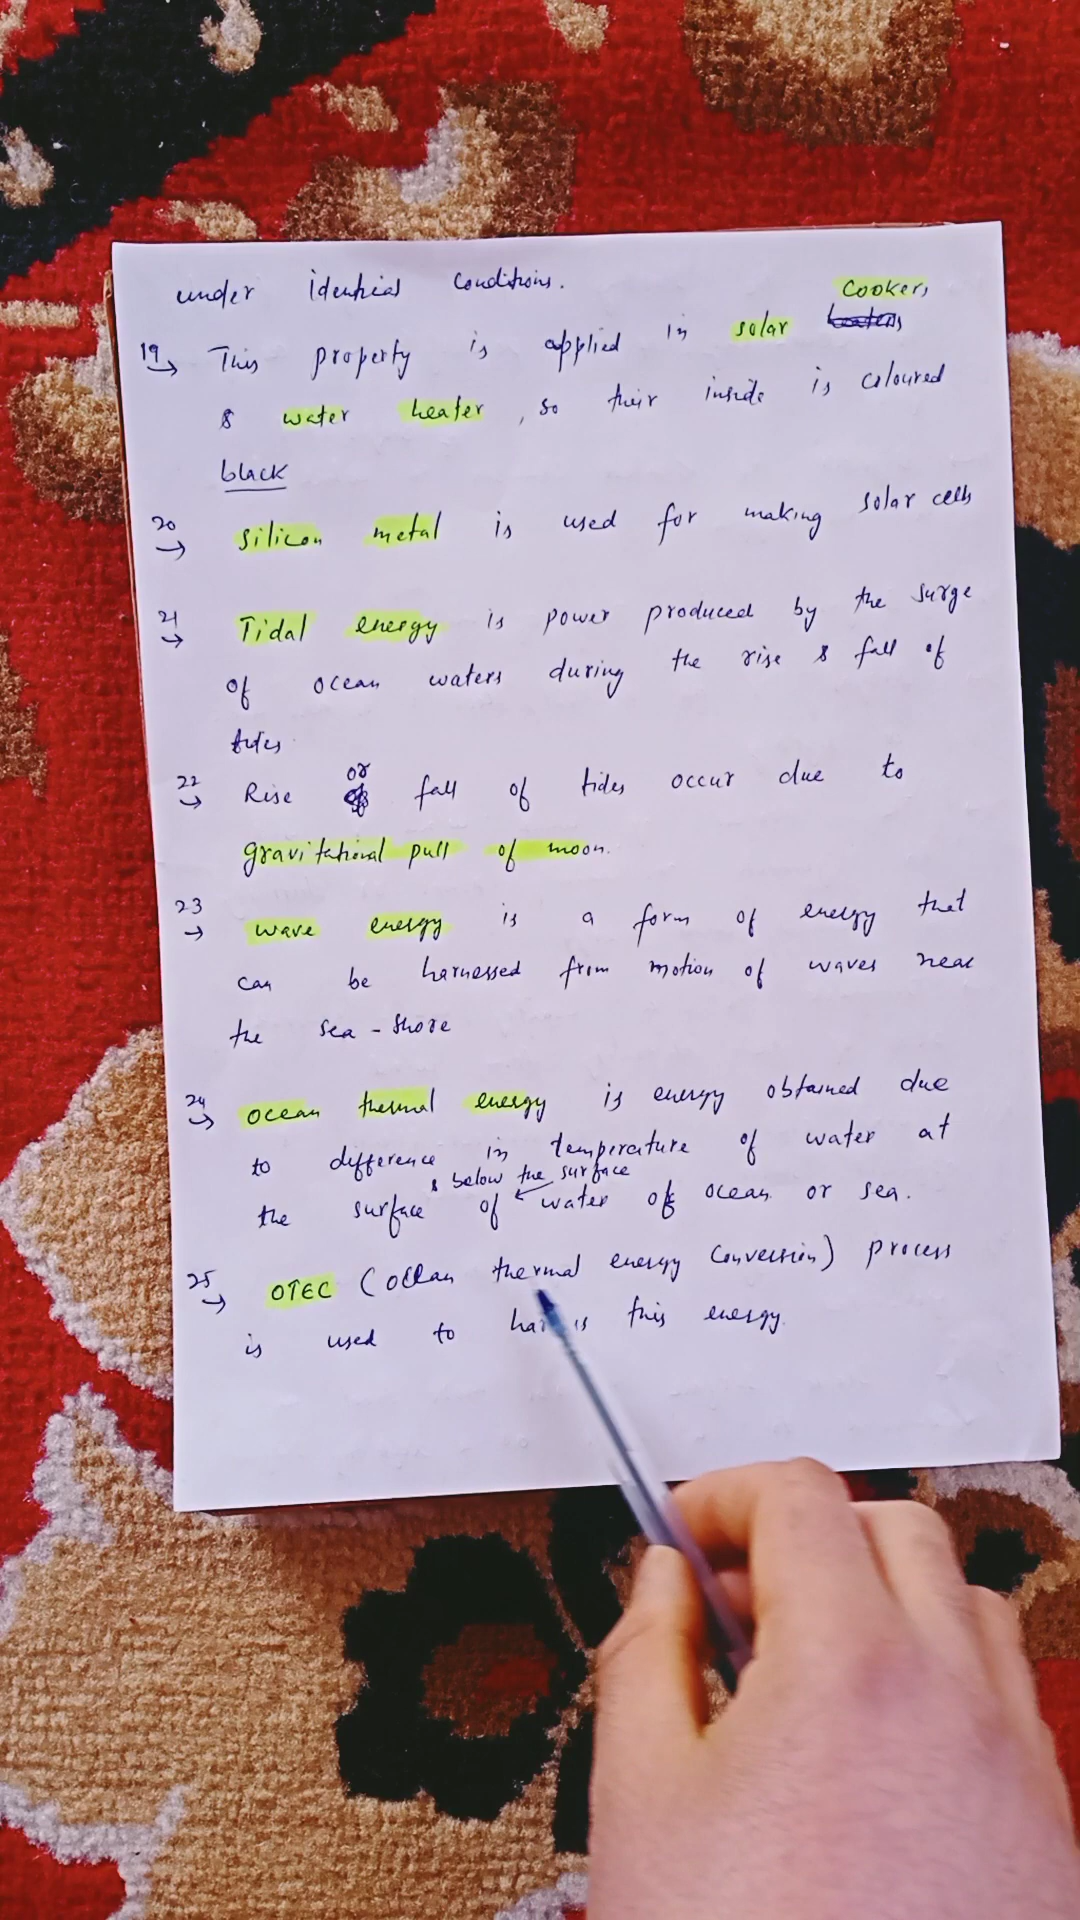 under identical conditions.
19→ This property is applied in solar cookers
& water heater, so their inside is coloured
black
20→ Silicon metal is used for making solar cells
21→ Tidal energy is power produced by the surge
of ocean waters during the rise & fall of
tides
22→ Rise or fall of tides occur due to
gravitational pull of moon.
23→ wave energy is a form of energy that
can be harnessed from motion of waves near
the sea-shore
24→ ocean thermal energy is energy obtained due
to difference in temperature of water at
& below the surface
the surface of water of ocean or sea.
25→ OTEC (ocean thermal energy conversion) process
is used to this energy.